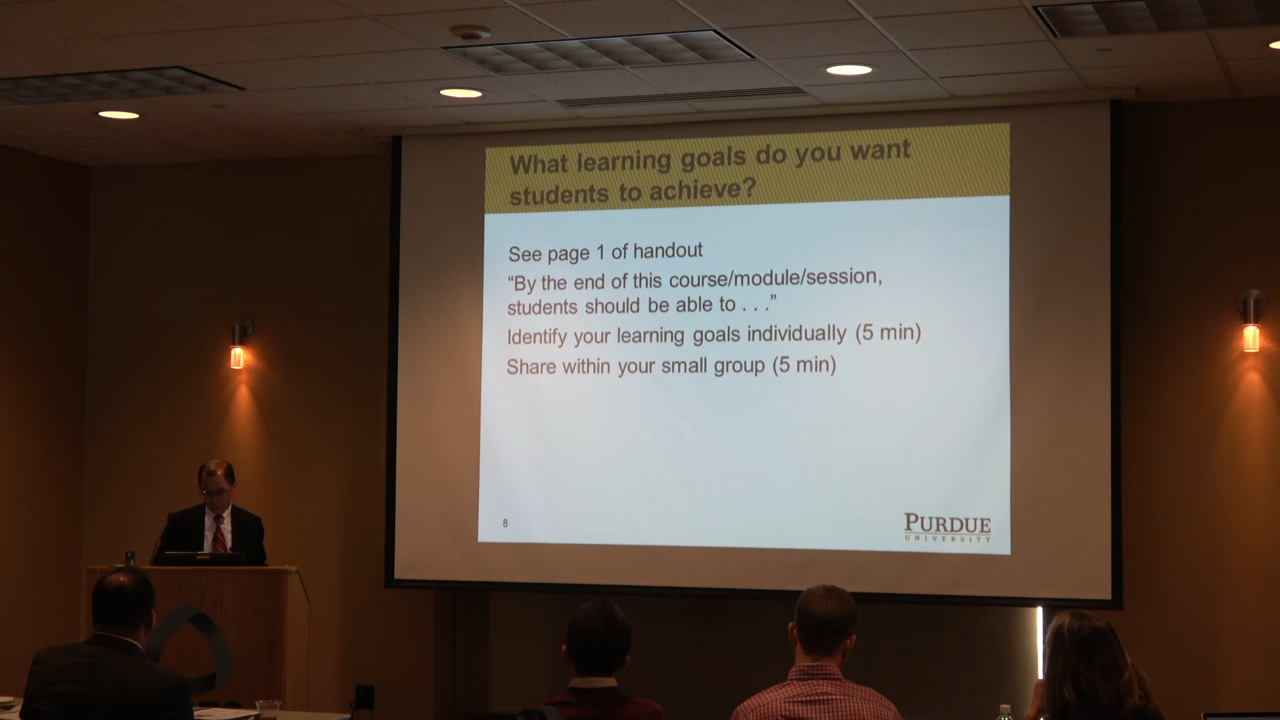 What learning goals do you want
students to achieve?
See page 1 of handout
“By the end of this course/module/session,
students should be able to . . .”
Identify your learning goals individually (5 min)
Share within your small group (5 min)
8
PURDUE
UNIVERSITY